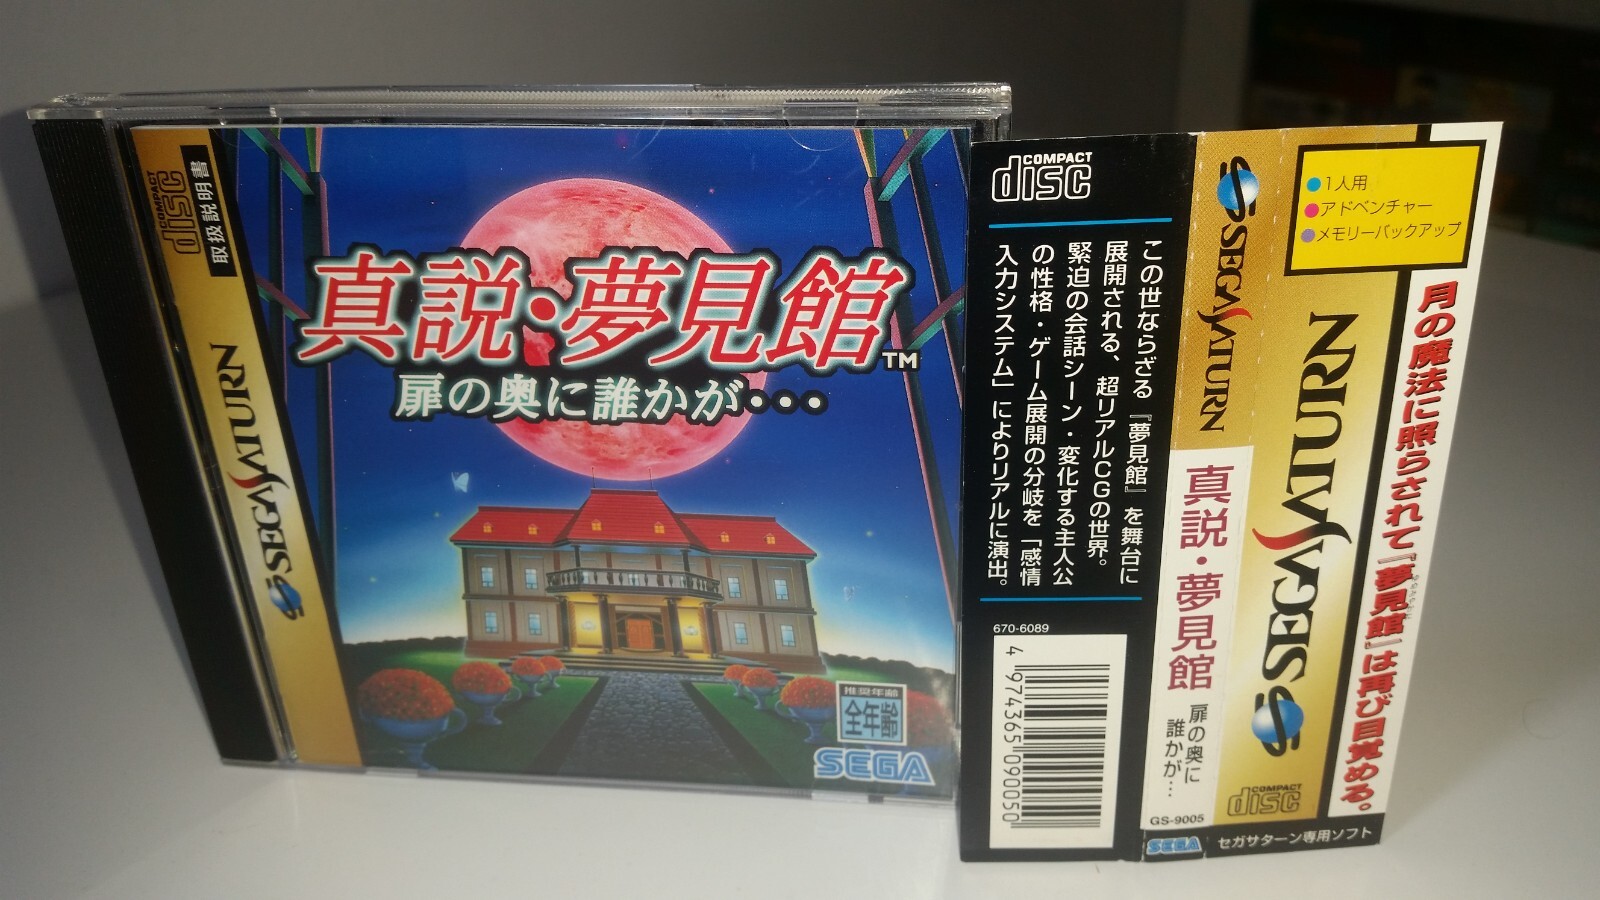 COMPACT
disc
取扱説明書
SEGA SATURN
真説・夢見館
TM
扉の奥に誰かが・・・
推奨年齢
全年齢
SEGA
COMPACT
disc
この世ならざる『夢見館』を舞台に
展開される、超リアルCGの世界。
緊迫の会話シーン・変化する主人公
の性格・ゲーム展開の分岐を「感情
入力システム」によりリアルに演出。
670-6089
4 974365 090050
SEGA SATURN
真説・夢見館
扉の奥に
誰かが…
GS-9005
SEGA
●1人用
●アドベンチャー
●メモリーバックアップ
SEGA SATURN
COMPACT
disc
月の魔法に照らされて『夢見館』は再び目覚める。
セガサターン専用ソフト